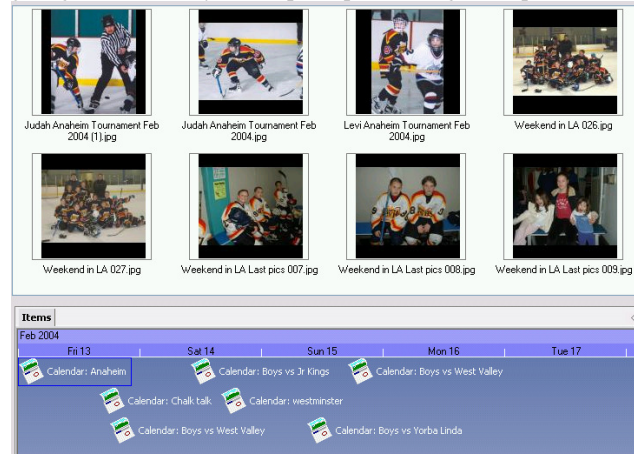 Judah Anaheim Tournament Feb
2004 (1).jpg
Judah Anaheim Tournament Feb
2004.jpg
Levi Anaheim Tournament Feb
2004.jpg
Weekend in LA 026.jpg
Weekend in LA 027.jpg
Weekend in LA Last pics 007.jpg
Weekend in LA Last pics 008.jpg
Weekend in LA Last pics 009.jpg
Items
Feb 2004
Fri 13
Sat 14
Sun 15
Mon 16
Tue 17
Calendar: Anaheim
Calendar: Boys vs Jr Kings
Calendar: Boys vs West Valley
Calendar: Chalk talk
Calendar: westminster
Calendar: Boys vs West Valley
Calendar: Boys vs Yorba Linda